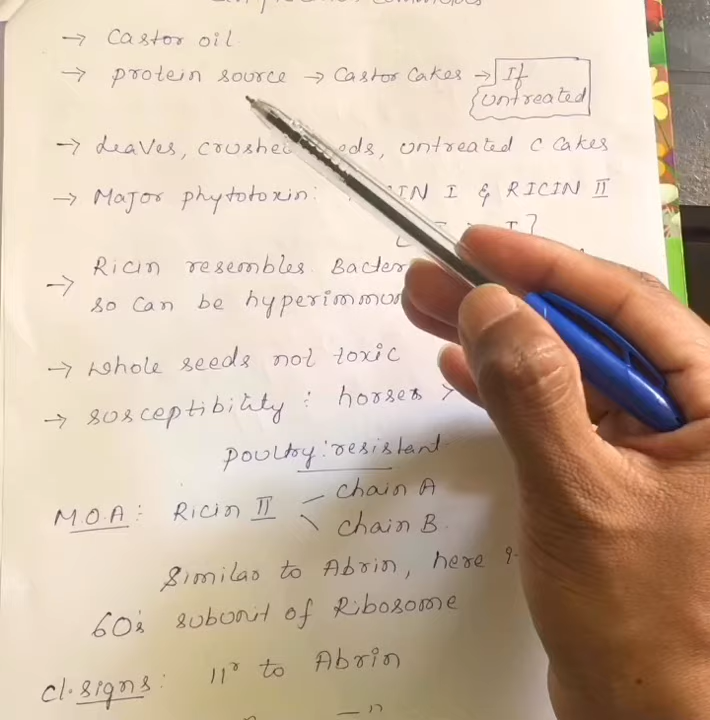 → Castor oil
→ protein source → Castor Cakes → If
untreated
→ Leaves, crushed, untreated C Cakes
→ Major phytotoxin: I & RICIN II
→ Ricin resembles Bacter
so can be hyperimmun
→ Whole seeds not toxic
→ susceptibility : horses >
poultry : resistant
M.O.A : Ricin II chain A
chain B.
Similar to Abrin, here
60's subunit of Ribosome
cl. signs : 11r to Abrin